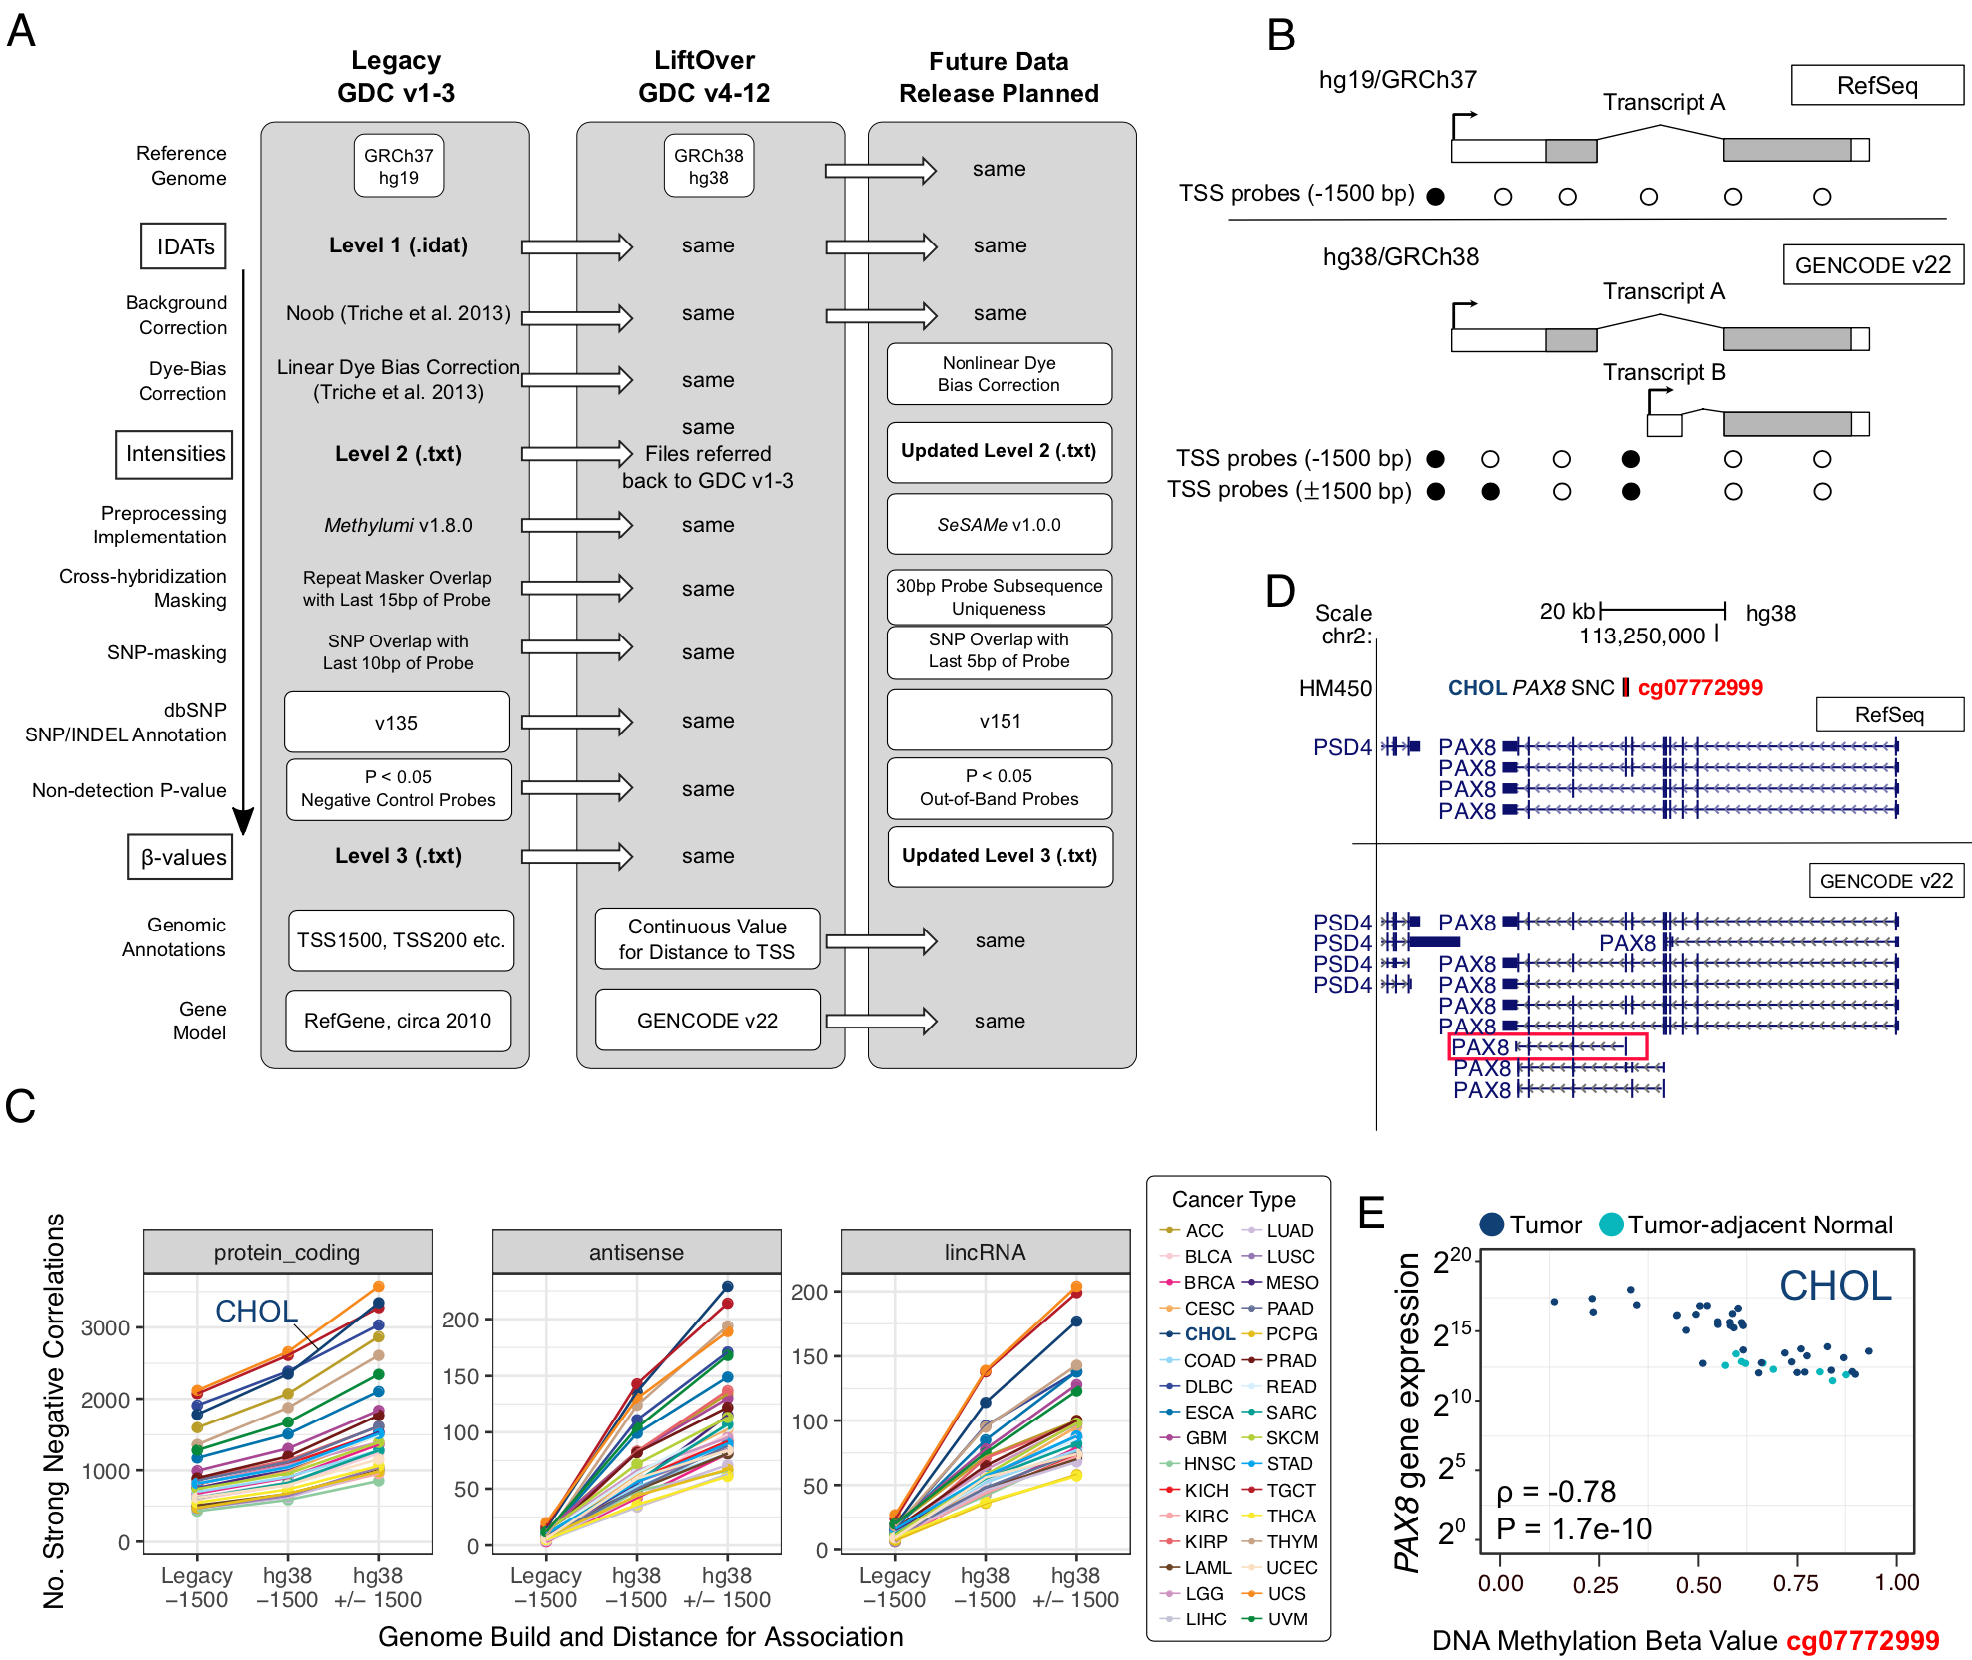 A
Legacy
GDC v1-3
LiftOver
GDC v4-12
Future Data
Release Planned
Reference
Genome
GRCh37
hg19
GRCh38
hg38
same
IDATs
Level 1 (.idat)
same
same
Background
Correction
Noob (Triche et al. 2013)
same
same
Dye-Bias
Correction
Linear Dye Bias Correction
(Triche et al. 2013)
same
Nonlinear Dye
Bias Correction
Intensities
Level 2 (.txt)
same
Files referred
back to GDC v1-3
Updated Level 2 (.txt)
Preprocessing
Implementation
Methylumi v1.8.0
same
SeSAMe v1.0.0
Cross-hybridization
Masking
Repeat Masker Overlap
with Last 15bp of Probe
same
30bp Probe Subsequence
Uniqueness
SNP-masking
SNP Overlap with
Last 10bp of Probe
same
SNP Overlap with
Last 5bp of Probe
dbSNP
SNP/INDEL Annotation
v135
same
v151
Non-detection P-value
P < 0.05
Negative Control Probes
same
P < 0.05
Out-of-Band Probes
β-values
Level 3 (.txt)
same
Updated Level 3 (.txt)
Genomic
Annotations
TSS1500, TSS200 etc.
Continuous Value
for Distance to TSS
same
Gene
Model
RefGene, circa 2010
GENCODE v22
same
B
hg19/GRCh37
RefSeq
Transcript A
TSS probes (-1500 bp)
hg38/GRCh38
GENCODE v22
Transcript A
Transcript B
TSS probes (-1500 bp)
TSS probes (±1500 bp)
D
Scale
20 kb
hg38
chr2:
113,250,000
HM450
CHOL PAX8 SNC
cg07772999
RefSeq
PSD4
PAX8
PAX8
PAX8
PAX8
GENCODE v22
PSD4
PAX8
PSD4
PAX8
PSD4
PAX8
PSD4
PAX8
PAX8
PAX8
PAX8
PAX8
PAX8
C
No. Strong Negative Correlations
protein_coding
CHOL
3000
2000
1000
0
Legacy
−1500
hg38
−1500
hg38
+/− 1500
antisense
200
150
100
50
0
Legacy
−1500
hg38
−1500
hg38
+/− 1500
lincRNA
200
150
100
50
0
Legacy
−1500
hg38
−1500
hg38
+/− 1500
Genome Build and Distance for Association
Cancer Type
ACC
BLCA
BRCA
CESC
CHOL
COAD
DLBC
ESCA
GBM
HNSC
KICH
KIRC
KIRP
LAML
LGG
LIHC
LUAD
LUSC
MESO
PAAD
PCPG
PRAD
READ
SARC
SKCM
STAD
TGCT
THCA
THYM
UCEC
UCS
UVM
E
Tumor
Tumor-adjacent Normal
PAX8 gene expression
2^20
2^15
2^10
2^5
2^0
CHOL
ρ = -0.78
P = 1.7e-10
0.00
0.25
0.50
0.75
1.00
DNA Methylation Beta Value cg07772999